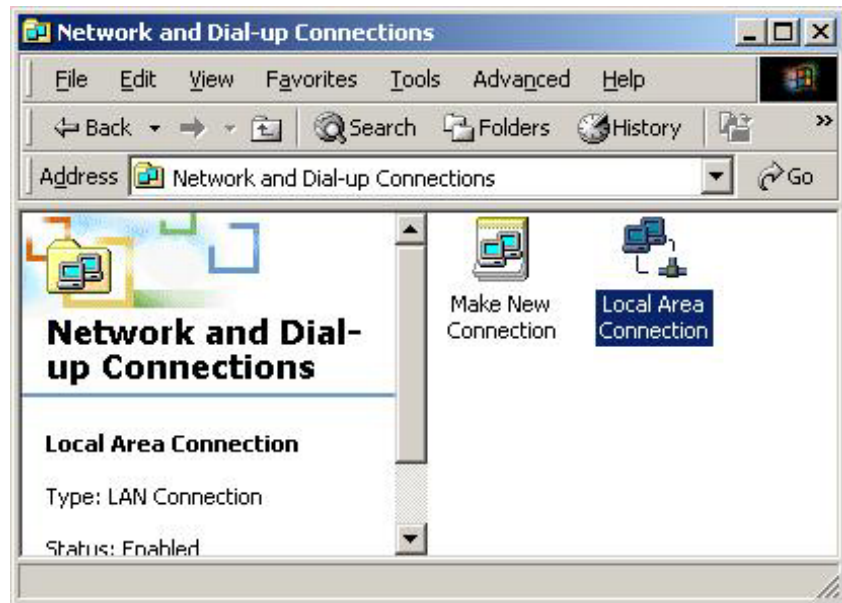 Network and Dial-up Connections
File Edit View Favorites Tools Advanced Help
Back Search Folders History »
Address Network and Dial-up Connections Go
Network and Dial-
up Connections
Local Area Connection
Type: LAN Connection
Status: Enabled
Make New
Connection
Local Area
Connection